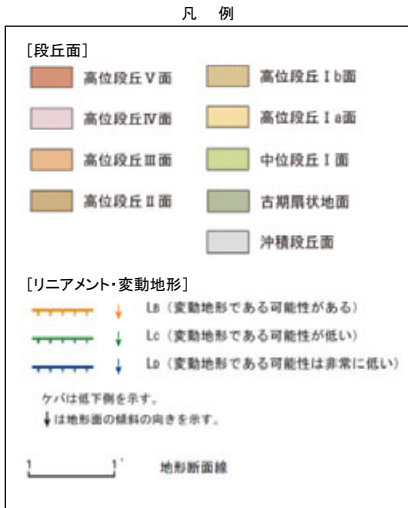 凡 例
[段丘面]
高位段丘Ⅴ面
高位段丘Ⅳ面
高位段丘Ⅲ面
高位段丘Ⅱ面
高位段丘Ⅰb面
高位段丘Ⅰa面
中位段丘Ⅰ面
古期扇状地面
沖積段丘面
[リニアメント・変動地形]
LB (変動地形である可能性がある)
LC (変動地形である可能性が低い)
LD (変動地形である可能性は非常に低い)
ケバは低下側を示す。
↓は地形面の傾斜の向きを示す。
1 1' 地形断面線